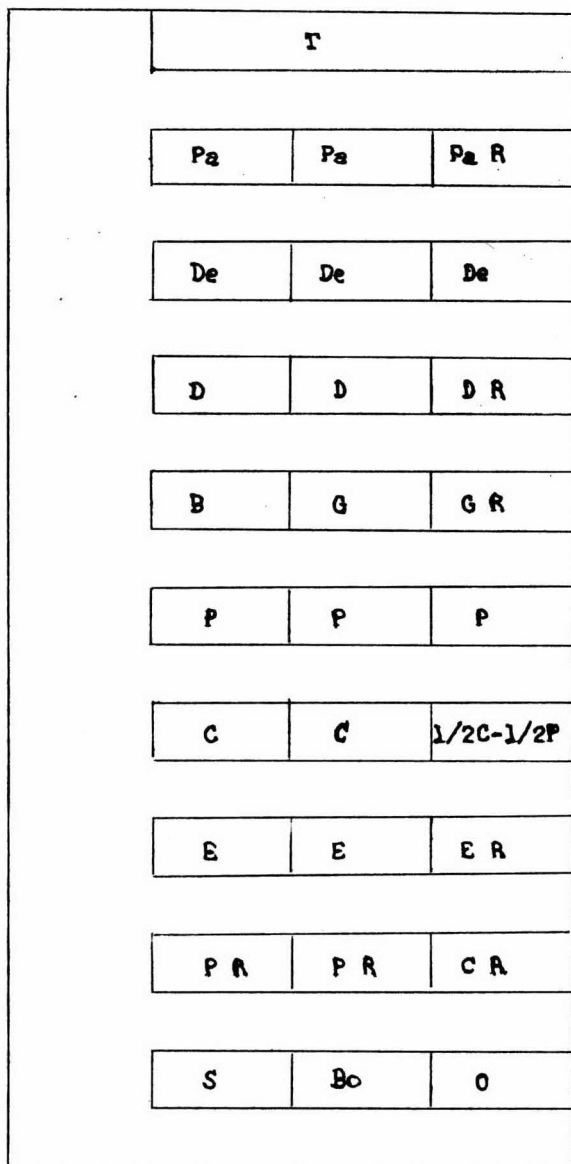 T
Pa Pa Pa R
De De De
D D D R
B G G R
P P P
C C 1/2C-1/2P
E E E R
P R P R C R
S Bo O